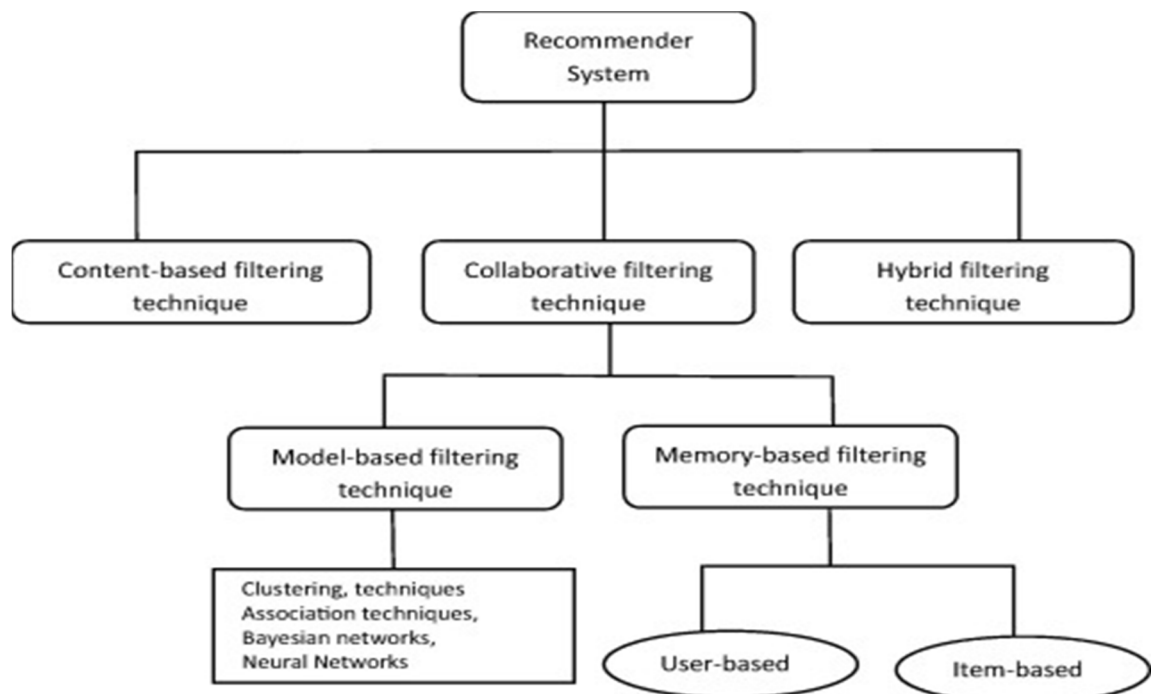 Recommender
System
Content-based filtering
technique
Collaborative filtering
technique
Hybrid filtering
technique
Model-based filtering
technique
Memory-based filtering
technique
Clustering, techniques
Association techniques,
Bayesian networks,
Neural Networks
User-based
Item-based